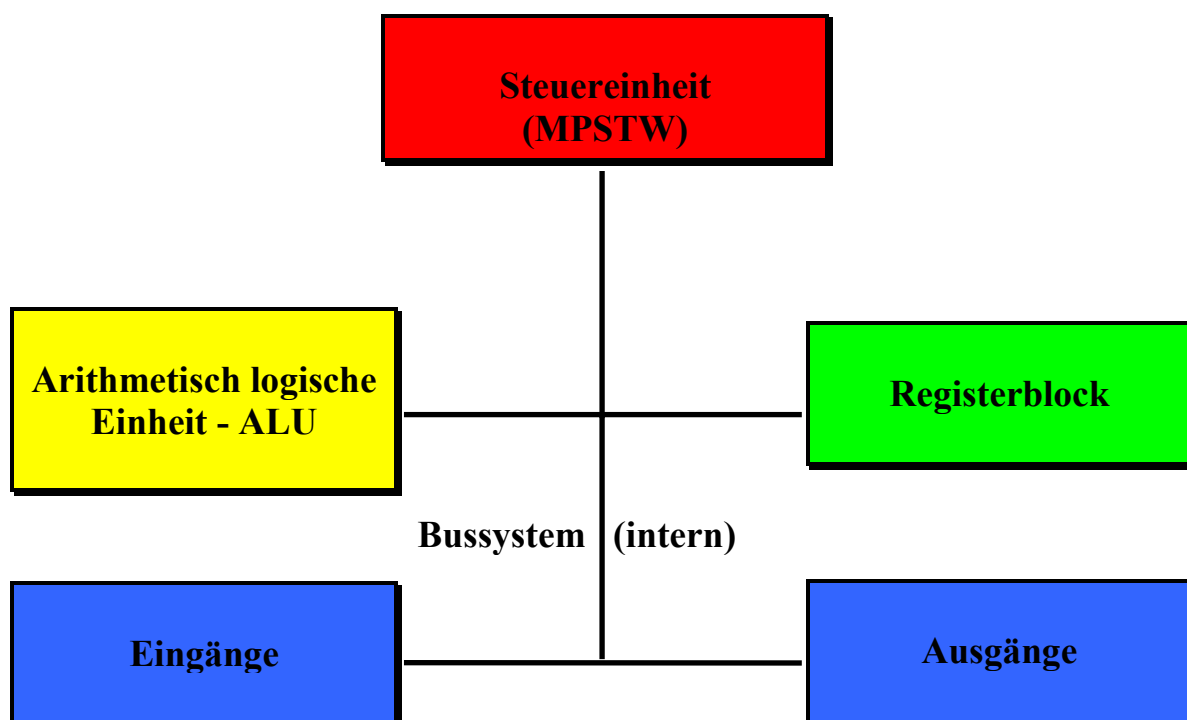 Steuereinheit
(MPSTW)
Arithmetisch logische
Einheit - ALU
Registerblock
Bussystem (intern)
Eingänge
Ausgänge